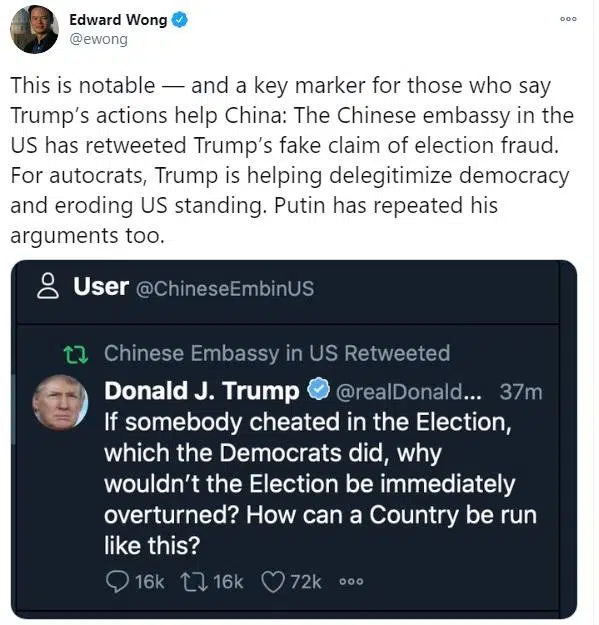 Edward Wong
@ewong
This is notable — and a key marker for those who say
Trump's actions help China: The Chinese embassy in the
US has retweeted Trump's fake claim of election fraud.
For autocrats, Trump is helping delegitimize democracy
and eroding US standing. Putin has repeated his
arguments too.
User @ChineseEmbinUS
Chinese Embassy in US Retweeted
Donald J. Trump @realDonald... 37m
If somebody cheated in the Election,
which the Democrats did, why
wouldn't the Election be immediately
overturned? How can a Country be run
like this?
16k 16k 72k